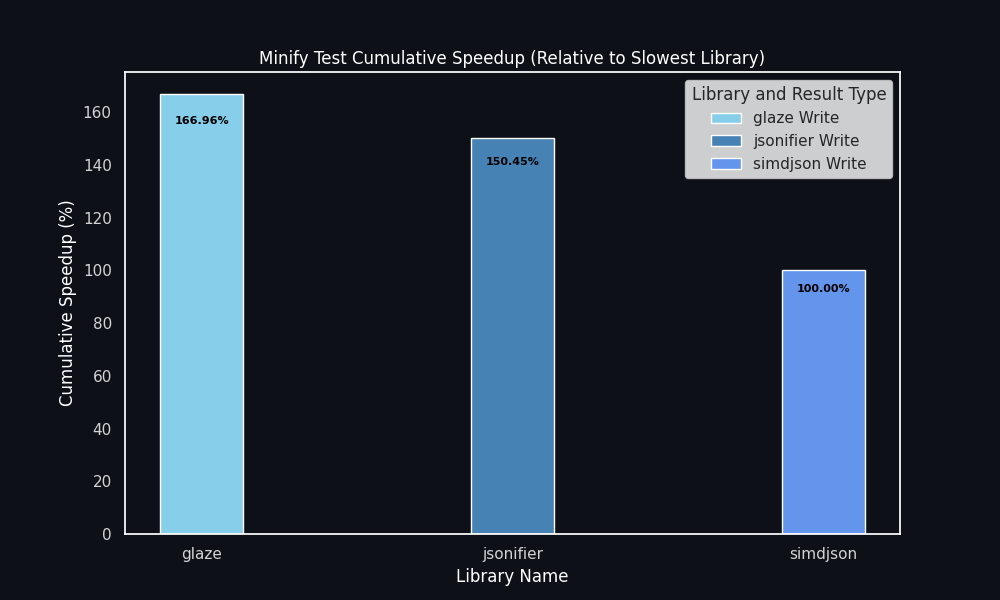 Minify Test Cumulative Speedup (Relative to Slowest Library)
Library and Result Type
glaze Write
jsonifier Write
simdjson Write
166.96%
150.45%
100.00%
Cumulative Speedup (%)
160
140
120
100
80
60
40
20
0
glaze
jsonifier
simdjson
Library Name